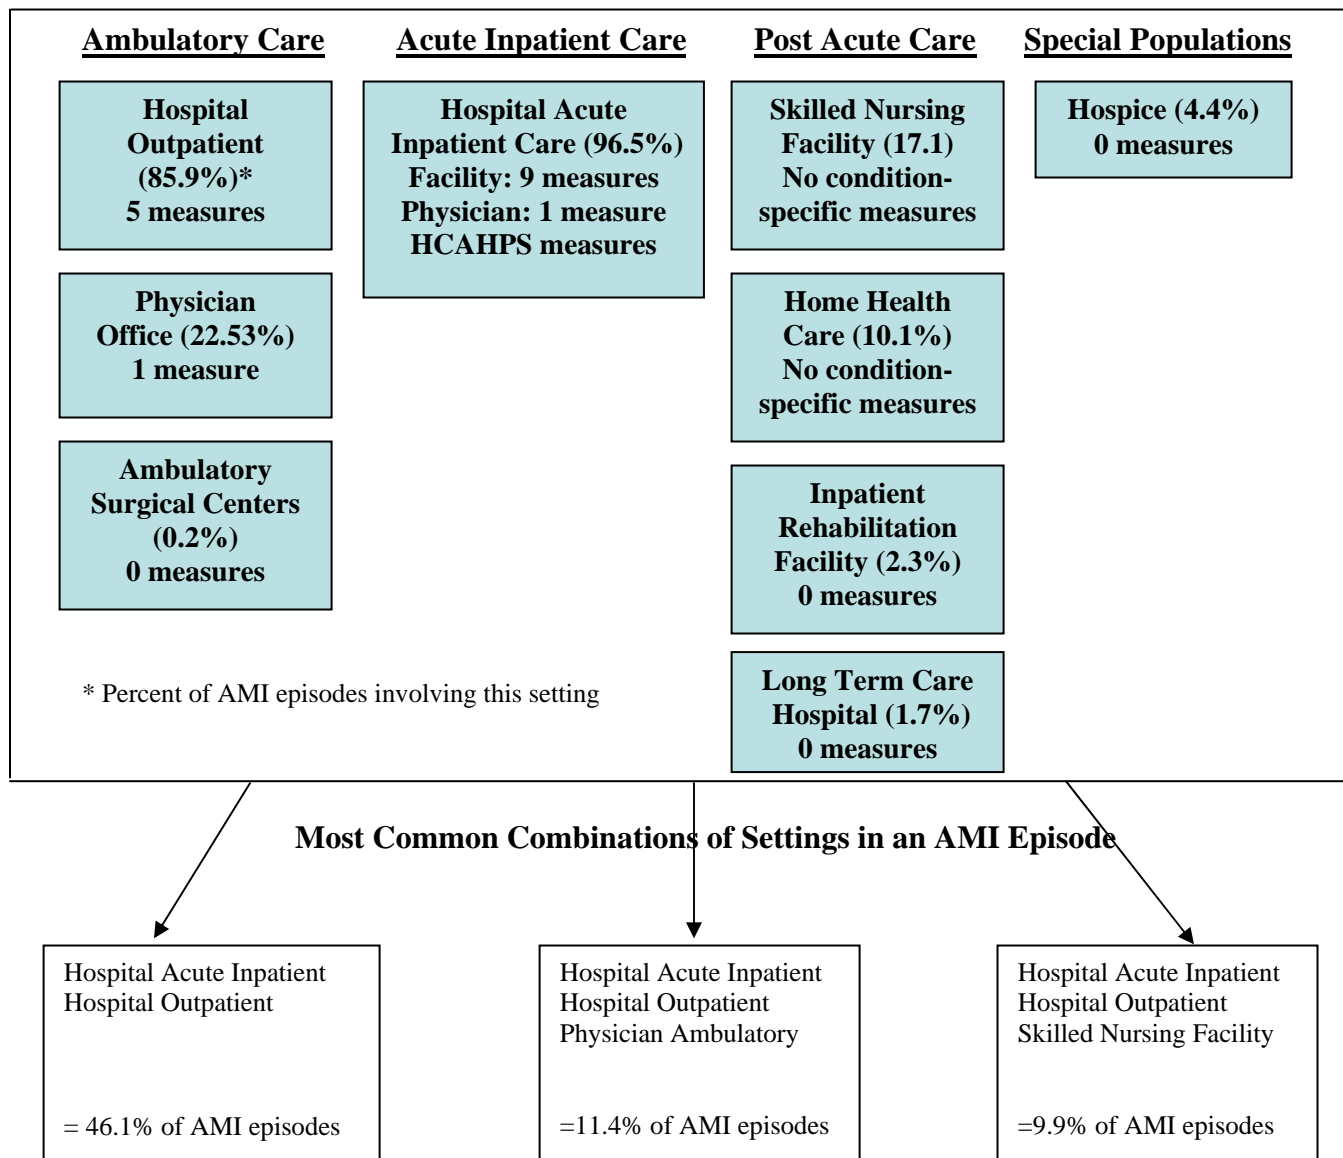 Ambulatory Care
Hospital
Outpatient
(85.9%)*
5 measures
Physician
Office (22.53%)
1 measure
Ambulatory
Surgical Centers
(0.2%)
0 measures
* Percent of AMI episodes involving this setting
Acute Inpatient Care
Hospital Acute
Inpatient Care (96.5%)
Facility: 9 measures
Physician: 1 measure
HCAHPS measures
Post Acute Care
Skilled Nursing
Facility (17.1)
No condition-
specific measures
Home Health
Care (10.1%)
No condition-
specific measures
Inpatient
Rehabilitation
Facility (2.3%)
0 measures
Long Term Care
Hospital (1.7%)
0 measures
Special Populations
Hospice (4.4%)
0 measures
Most Common Combinations of Settings in an AMI Episode
Hospital Acute Inpatient
Hospital Outpatient
= 46.1% of AMI episodes
Hospital Acute Inpatient
Hospital Outpatient
Physician Ambulatory
=11.4% of AMI episodes
Hospital Acute Inpatient
Hospital Outpatient
Skilled Nursing Facility
=9.9% of AMI episodes